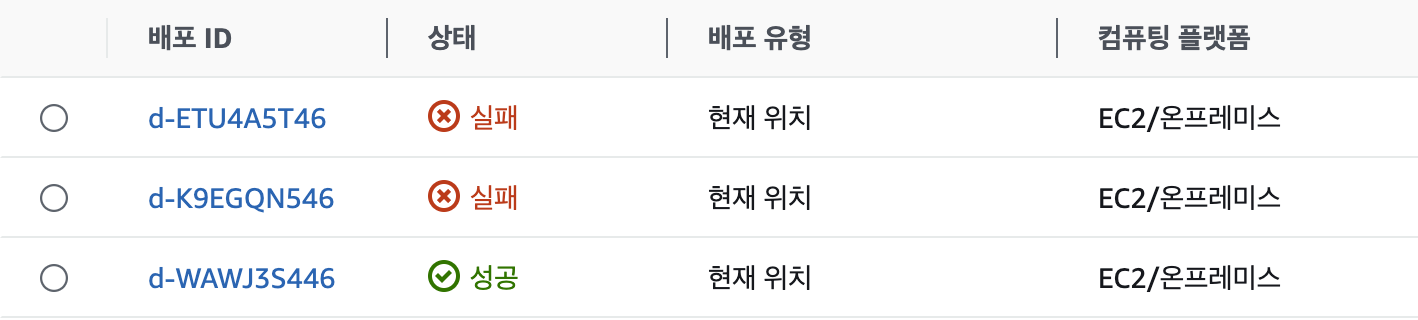 배포 ID 상태 배포 유형 컴퓨팅 플랫폼
d-ETU4A5T46 실패 현재 위치 EC2/온프레미스
d-K9EGQN546 실패 현재 위치 EC2/온프레미스
d-WAWJ3S446 성공 현재 위치 EC2/온프레미스